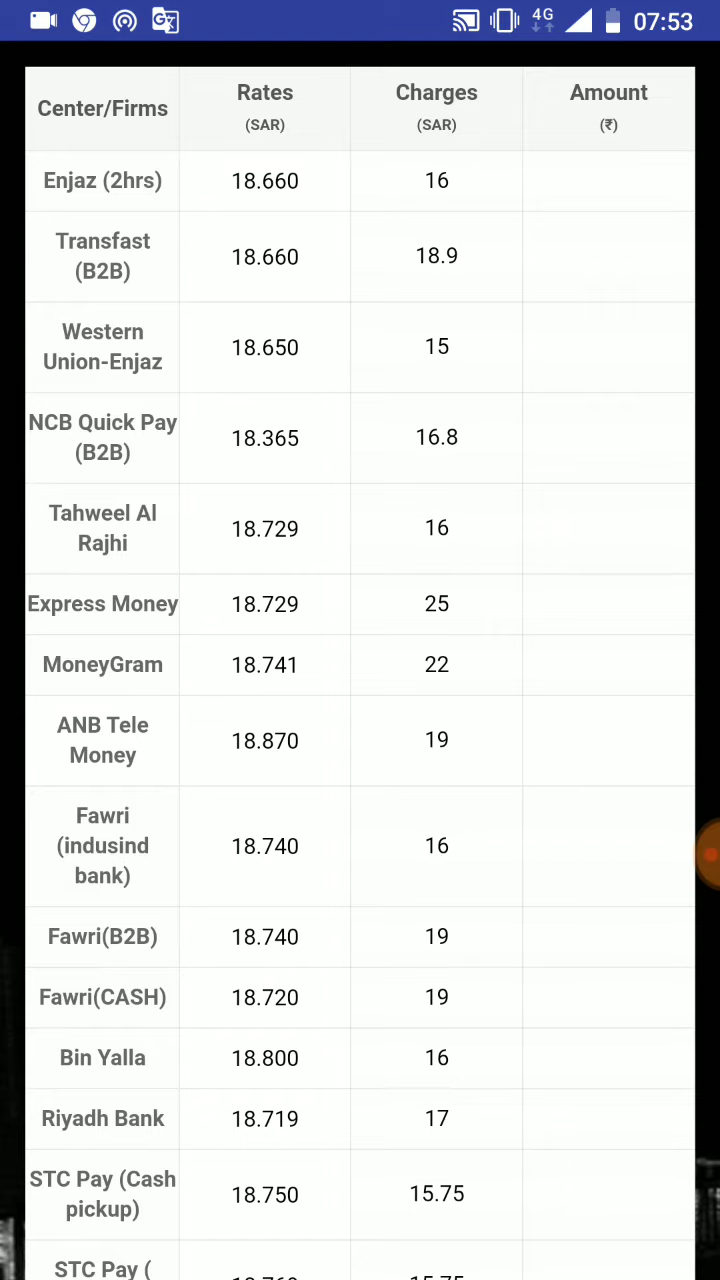 4G
07:53
Center/Firms
Rates
(SAR)
Charges
(SAR)
Amount
(₹)
Enjaz (2hrs)
18.660
16
Transfast
(B2B)
18.660
18.9
Western
Union-Enjaz
18.650
15
NCB Quick Pay
(B2B)
18.365
16.8
Tahweel Al
Rajhi
18.729
16
Express Money
18.729
25
MoneyGram
18.741
22
ANB Tele
Money
18.870
19
Fawri
(indusind
bank)
18.740
16
Fawri(B2B)
18.740
19
Fawri(CASH)
18.720
19
Bin Yalla
18.800
16
Riyadh Bank
18.719
17
STC Pay (Cash
pickup)
18.750
15.75
STC Pay (